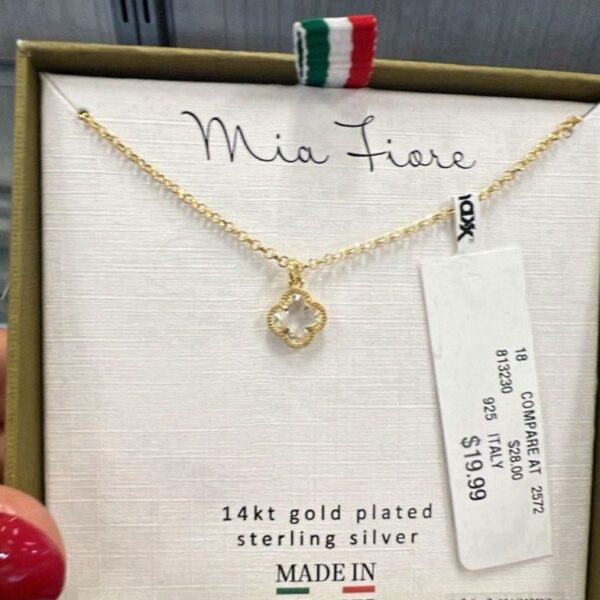 Mia Fiore
maxx
18 COMPARE AT 2572
813230 $28.00
925 ITALY
$19.99
14kt gold plated
sterling silver
MADE IN